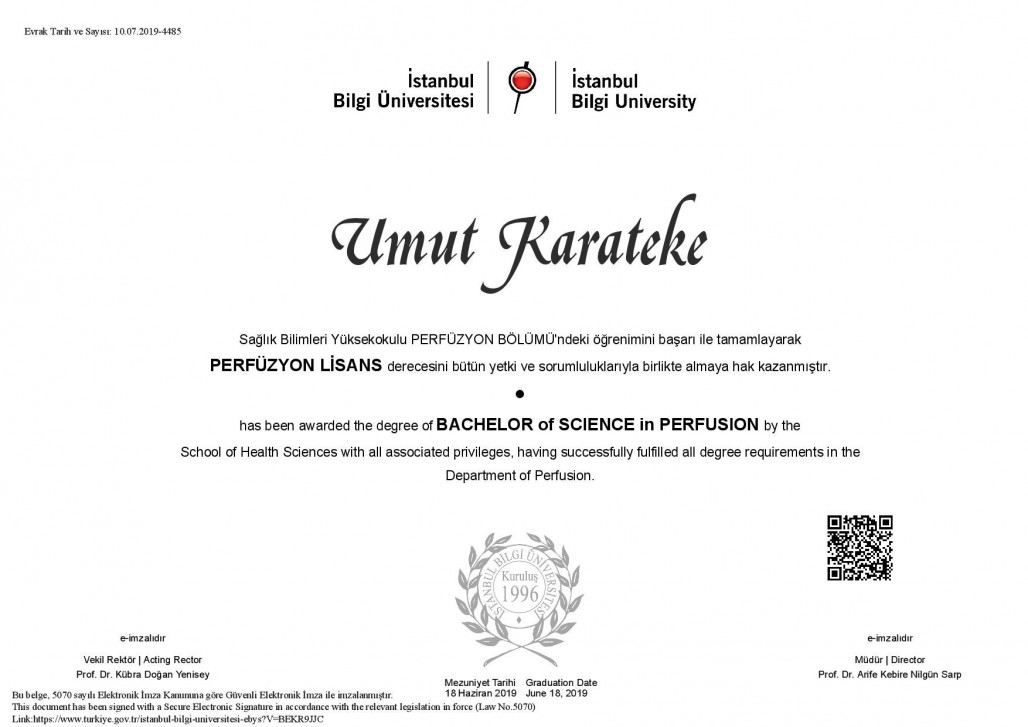 Evrak Tarih ve Sayısı: 10.07.2019-4485
İstanbul
Bilgi Üniversitesi
İstanbul
Bilgi University
Umut Karateke
Sağlık Bilimleri Yüksekokulu PERFÜZYON BÖLÜMÜ'ndeki öğrenimini başarı ile tamamlayarak
PERFÜZYON LİSANS derecesini bütün yetki ve sorumluluklarıyla birlikte almaya hak kazanmıştır.
has been awarded the degree of BACHELOR of SCIENCE in PERFUSION by the
School of Health Sciences with all associated privileges, having successfully fulfilled all degree requirements in the
Department of Perfusion.
İSTANBUL BİLGİ ÜNİVERSİTESİ
Kuruluş
1996
e-imzalıdır
Vekil Rektör | Acting Rector
Prof. Dr. Kübra Doğan Yenisey
e-imzalıdır
Müdür | Director
Prof. Dr. Arife Kebire Nilgün Sarp
Mezuniyet Tarihi Graduation Date
18 Haziran 2019 June 18, 2019
Bu belge, 5070 sayılı Elektronik İmza Kanununa göre Güvenli Elektronik İmza ile imzalanmıştır.
This document has been signed with a Secure Electronic Signature in accordance with the relevant legislation in force (Law No.5070)
Link:https://www.turkiye.gov.tr/istanbul-bilgi-universitesi-ebys?V=BEKR9JJC